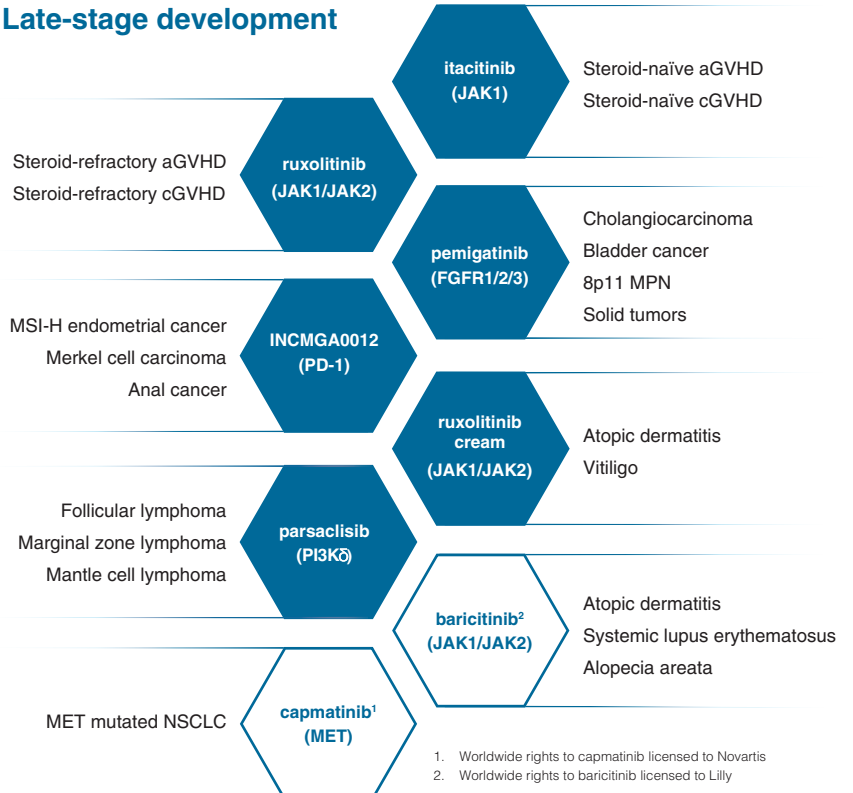 Late-stage development
itacitinib
(JAK1)
Steroid-naïve aGVHD
Steroid-naïve cGVHD
Steroid-refractory aGVHD
Steroid-refractory cGVHD
ruxolitinib
(JAK1/JAK2)
pemigatinib
(FGFR1/2/3)
Cholangiocarcinoma
Bladder cancer
8p11 MPN
Solid tumors
MSI-H endometrial cancer
Merkel cell carcinoma
Anal cancer
INCMGA0012
(PD-1)
ruxolitinib
cream
(JAK1/JAK2)
Atopic dermatitis
Vitiligo
Follicular lymphoma
Marginal zone lymphoma
Mantle cell lymphoma
parsaclisib
(PI3Kδ)
baricitinib²
(JAK1/JAK2)
Atopic dermatitis
Systemic lupus erythematosus
Alopecia areata
MET mutated NSCLC
capmatinib¹
(MET)
1. Worldwide rights to capmatinib licensed to Novartis
2. Worldwide rights to baricitinib licensed to Lilly